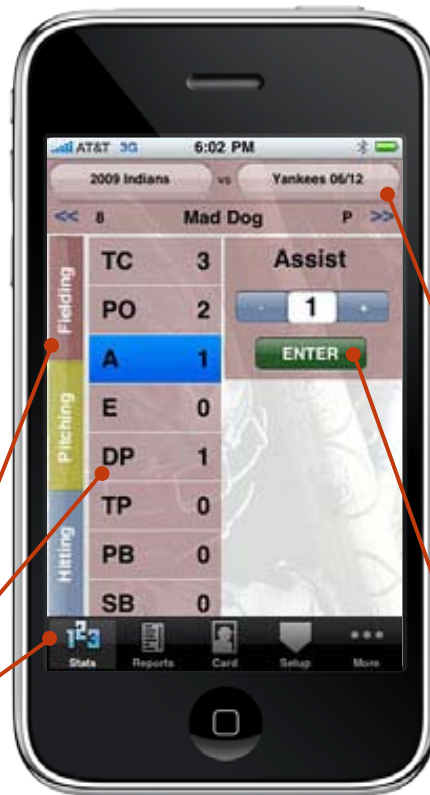 AT&T 3G 6:02 PM
2009 Indians vs Yankees 06/12
<< 8 Mad Dog P >>
Fielding
Pitching
Hitting
TC 3
PO 2
A 1
E 0
DP 1
TP 0
PB 0
SB 0
Assist
- 1 +
ENTER
123
Stats Reports Card Setup More